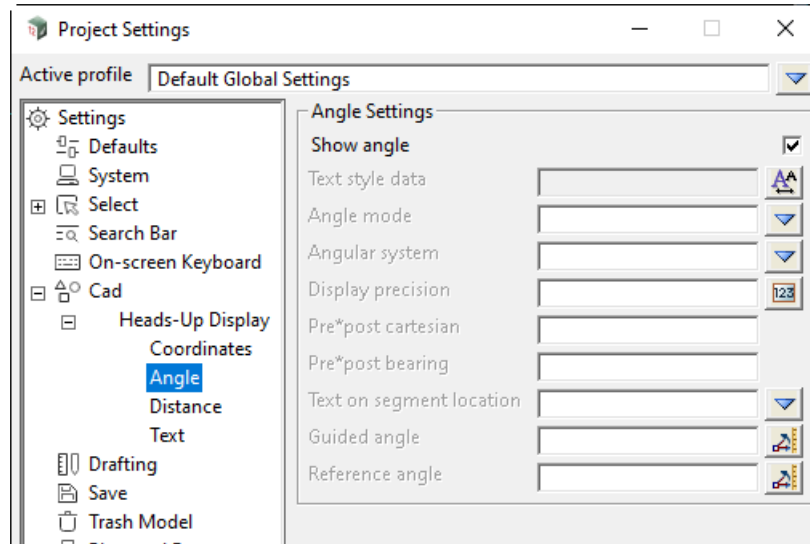 Project Settings
Active profile Default Global Settings
Settings
Defaults
System
Select
Search Bar
On-screen Keyboard
Cad
Heads-Up Display
Coordinates
Angle
Distance
Text
Drafting
Save
Trash Model
Angle Settings
Show angle
Text style data
Angle mode
Angular system
Display precision
123
Pre*post cartesian
Pre*post bearing
Text on segment location
Guided angle
Reference angle